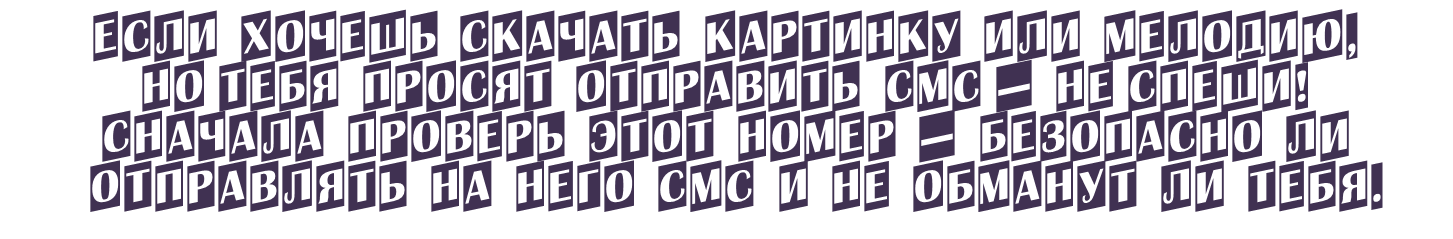 ЕСЛИ ХОЧЕШЬ СКАЧАТЬ КАРТИНКУ ИЛИ МЕЛОДИЮ,
НО ТЕБЯ ПРОСЯТ ОТПРАВИТЬ СМС — НЕ СПЕШИ!
СНАЧАЛА ПРОВЕРЬ ЭТОТ НОМЕР — БЕЗОПАСНО ЛИ
ОТПРАВЛЯТЬ НА НЕГО СМС И НЕ ОБМАНУТ ЛИ ТЕБЯ.